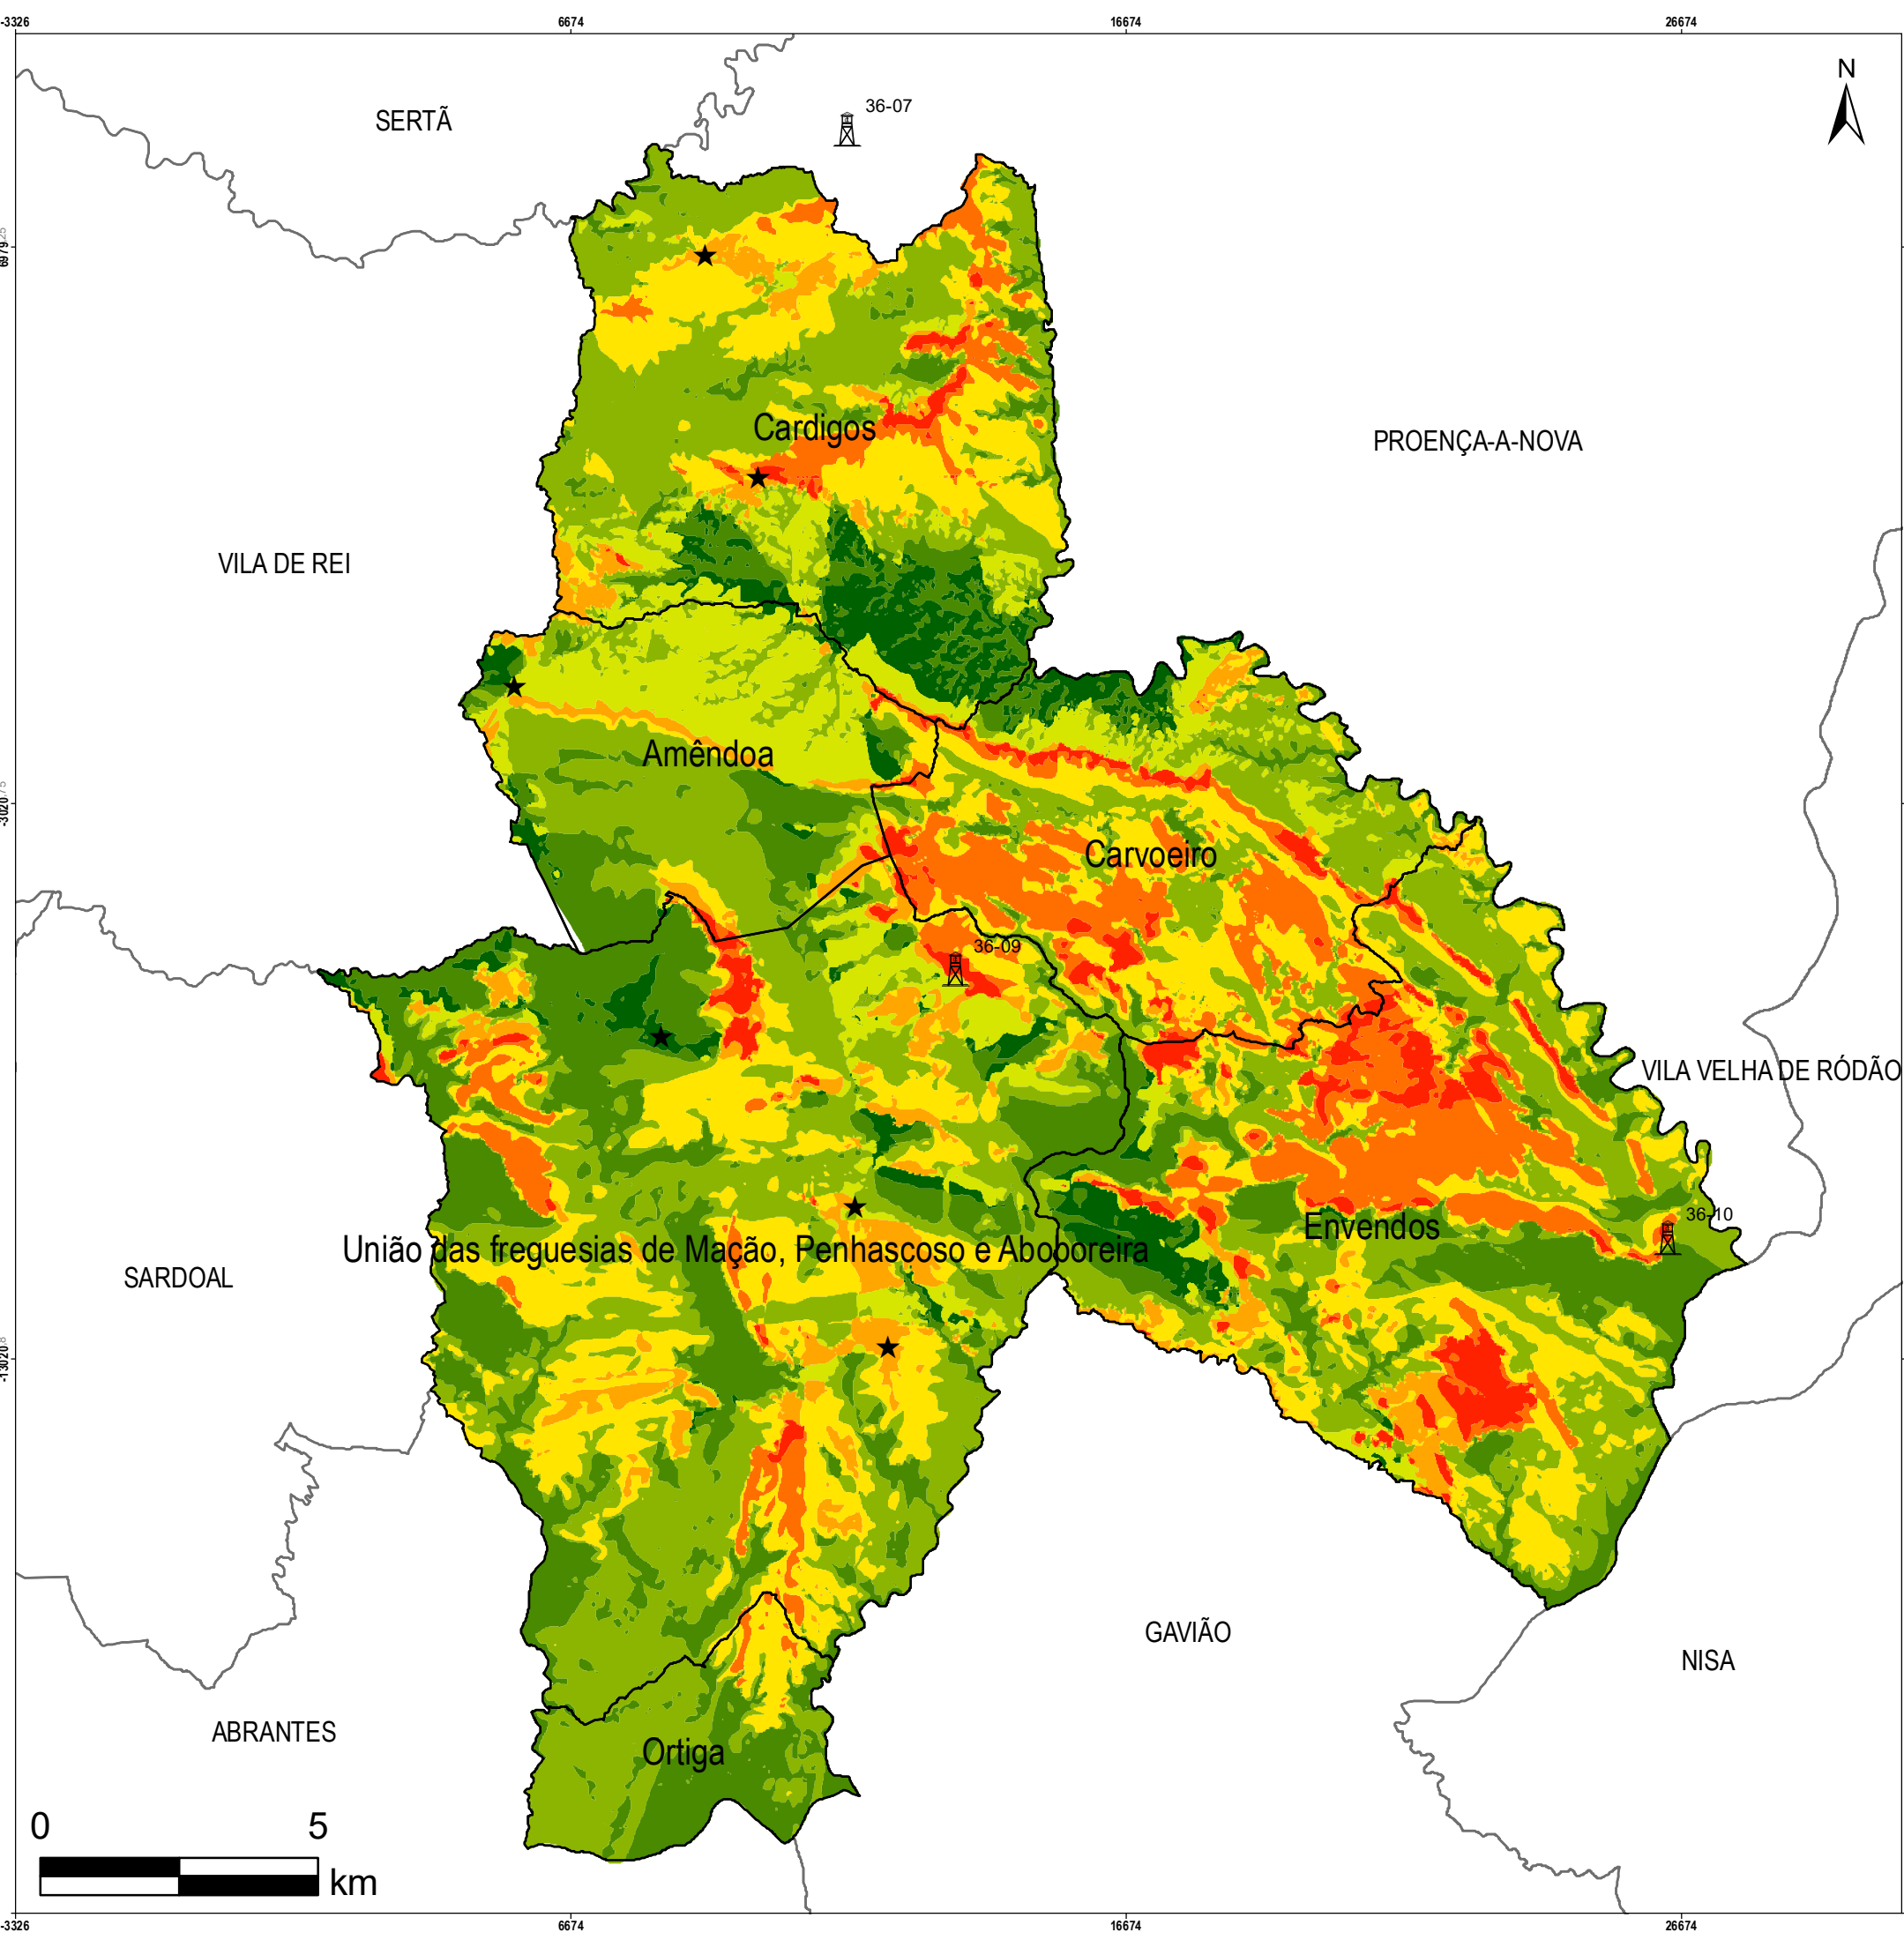 -3326
6674
16674
26674
N
36-07
SERTÃ
PROENÇA-A-NOVA
Cardigos
VILA DE REI
Amêndoa
Carvoeiro
36-09
VILA VELHA DE RÓDÃO
36-10
Envendos
União das freguesias de Mação, Penhascoso e Aboboreira
SARDOAL
GAVIÃO
NISA
ABRANTES
Ortiga
0 5
km
-3326
6674
16674
26674